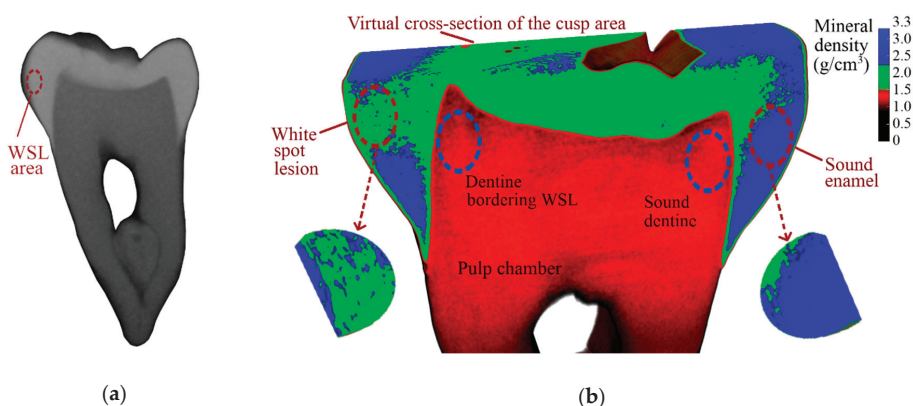 WSL
area
(a)
Virtual cross-section of the cusp area
Mineral
density
(g/cm³)
3.3
3.0
2.5
2.0
1.5
1.0
0.5
0
White
spot
lesion
Dentine
bordering WSL
Sound
dentine
Sound
enamel
Pulp chamber
(b)